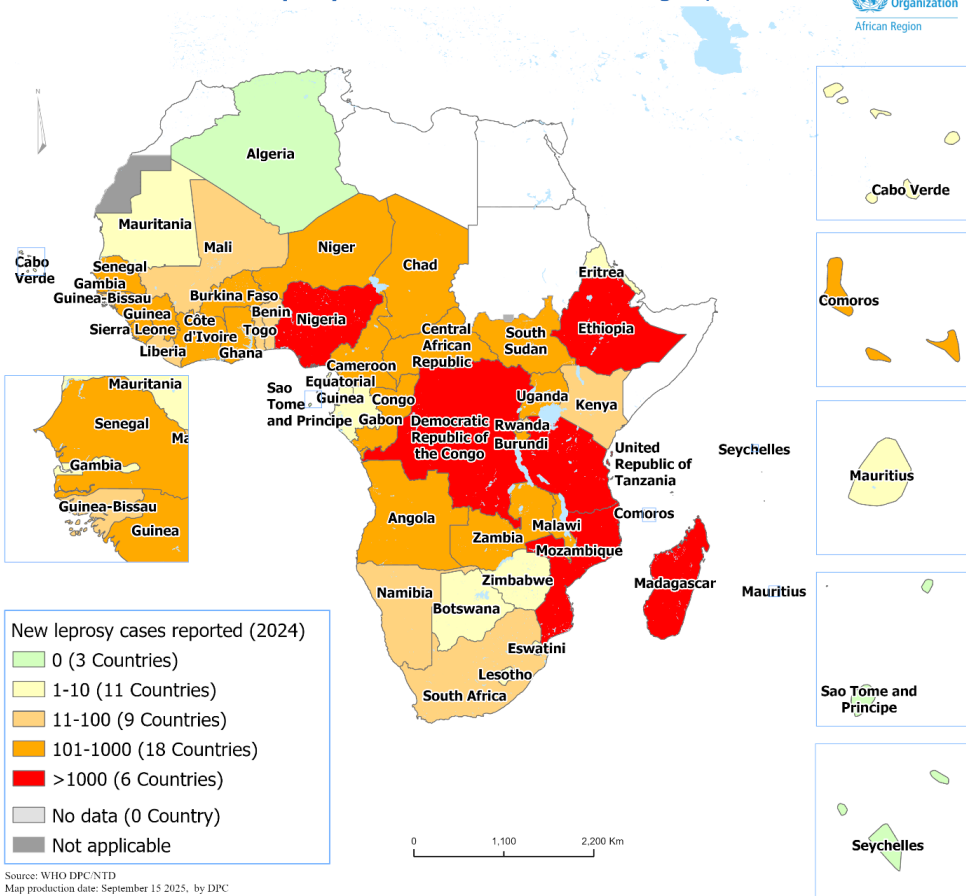 Organization
African Region
N
Algeria
Cabo Verde
Mauritania
Mali
Niger
Chad
Eritrea
Cabo
Verde
Senegal
Gambia
Guinea-Bissau
Guinea
Sierra Leone
Liberia
Côte
d'Ivoire
Burkina Faso
Benin
Togo
Ghana
Nigeria
Ethiopia
Comoros
Central
African
Republic
South
Sudan
Cameroon
Equatorial
Guinea
Sao
Tome
and Principe
Gabon
Congo
Democratic
Republic of
the Congo
Uganda
Kenya
Rwanda
Burundi
United
Republic of
Tanzania
Seychelles
Mauritius
Mauritania
Senegal
Ma
Gambia
Guinea-Bissau
Guinea
Angola
Zambia
Malawi
Comoros
Mozambique
Madagascar
Mauritius
Namibia
Zimbabwe
Botswana
Eswatini
Lesotho
South Africa
Sao Tome and
Principe
Seychelles
New leprosy cases reported (2024)
0 (3 Countries)
1-10 (11 Countries)
11-100 (9 Countries)
101-1000 (18 Countries)
>1000 (6 Countries)
No data (0 Country)
Not applicable
0 1,100 2,200 Km
Source: WHO DPC/NTD
Map production date: September 15 2025, by DPC